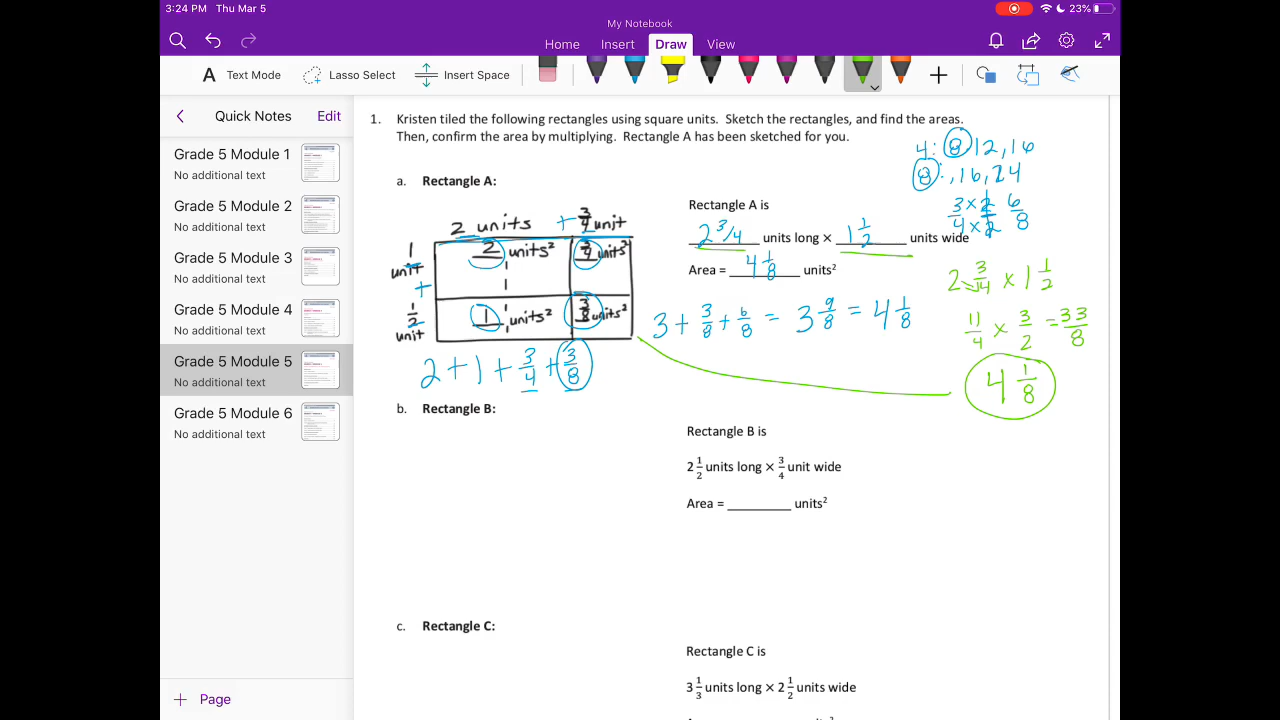 3:24 PM Thu Mar 5
23%
My Notebook
Home Insert Draw View
A Text Mode Lasso Select Insert Space
Quick Notes Edit
Grade 5 Module 1
No additional text
Grade 5 Module 2
No additional text
Grade 5 Module 3
No additional text
Grade 5 Module 4
No additional text
Grade 5 Module 5
No additional text
Grade 5 Module 6
No additional text
+ Page
1. Kristen tiled the following rectangles using square units. Sketch the rectangles, and find the areas.
Then, confirm the area by multiplying. Rectangle A has been sketched for you.
4: 8, 12, 16
8: , 16, 24
3/4 × 2/2 6/8
a. Rectangle A:
2 units + 3/4 unit
1 unit
+
1/2 unit
2 units² 3/4 units²
1 units² 3/8 units²
2 + 1 + 3/4 + 3/8
Rectangle A is
2 3/4 units long × 1 1/2 units wide
Area = 4 1/8 units²
3 + 3/8 + 6/8 = 3 9/8 = 4 1/8
2 3/4 × 1 1/2
11/4 × 3/2 = 33/8
4 1/8
b. Rectangle B:
Rectangle B is
2 1/2 units long × 3/4 unit wide
Area = ________ units²
c. Rectangle C:
Rectangle C is
3 1/3 units long × 2 1/2 units wide